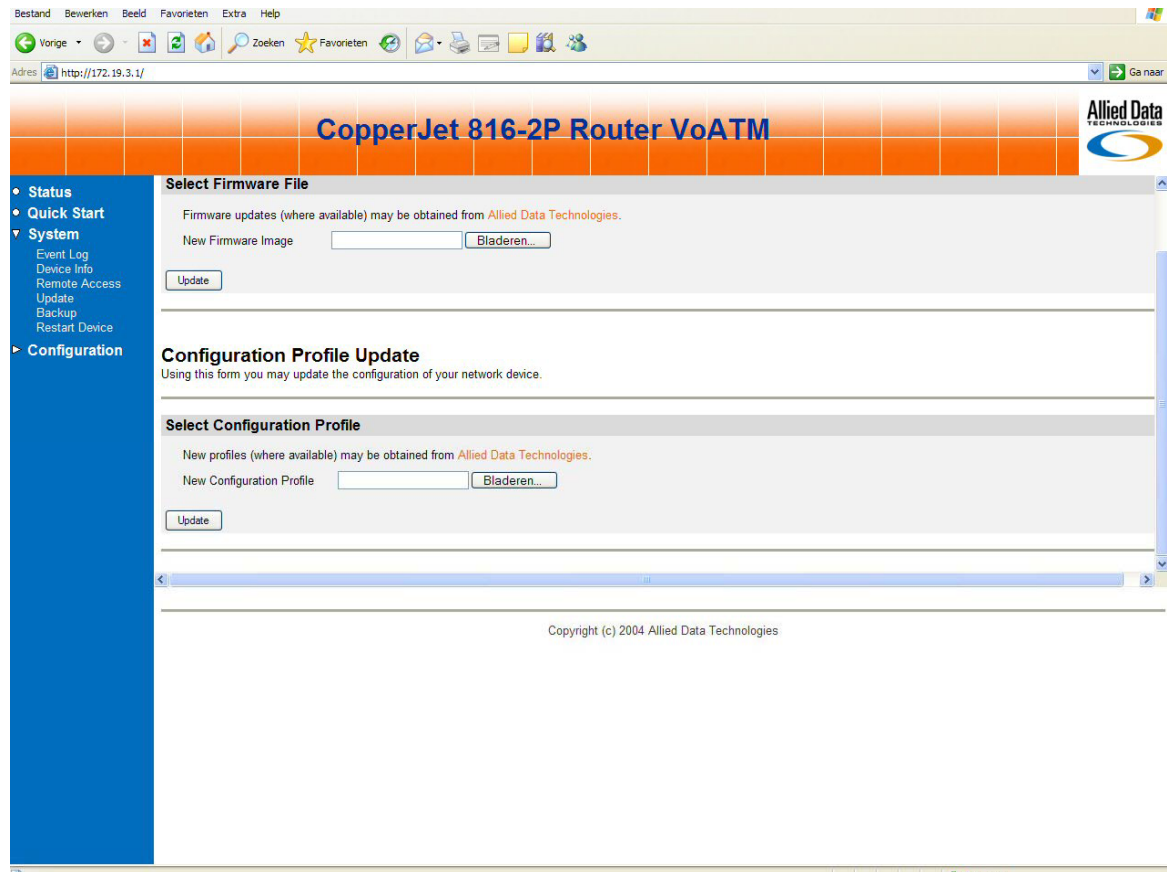 Bestand Bewerken Beeld Favorieten Extra Help
Vorige Zoeken Favorieten
Adres http://172.19.3.1/ Ga naar
CopperJet 816-2P Router VoATM
Allied Data
TECHNOLOGIES
Status
Quick Start
System
Event Log
Device Info
Remote Access
Update
Backup
Restart Device
Configuration
Select Firmware File
Firmware updates (where available) may be obtained from Allied Data Technologies.
New Firmware Image Bladeren...
Update
Configuration Profile Update
Using this form you may update the configuration of your network device.
Select Configuration Profile
New profiles (where available) may be obtained from Allied Data Technologies.
New Configuration Profile Bladeren...
Update
Copyright (c) 2004 Allied Data Technologies